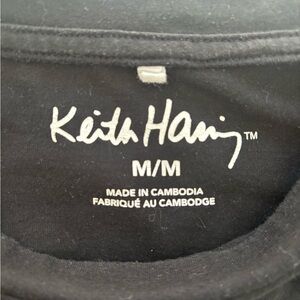 Keith Haring™
M/M
MADE IN CAMBODIA
FABRIQUÉ AU CAMBODGE